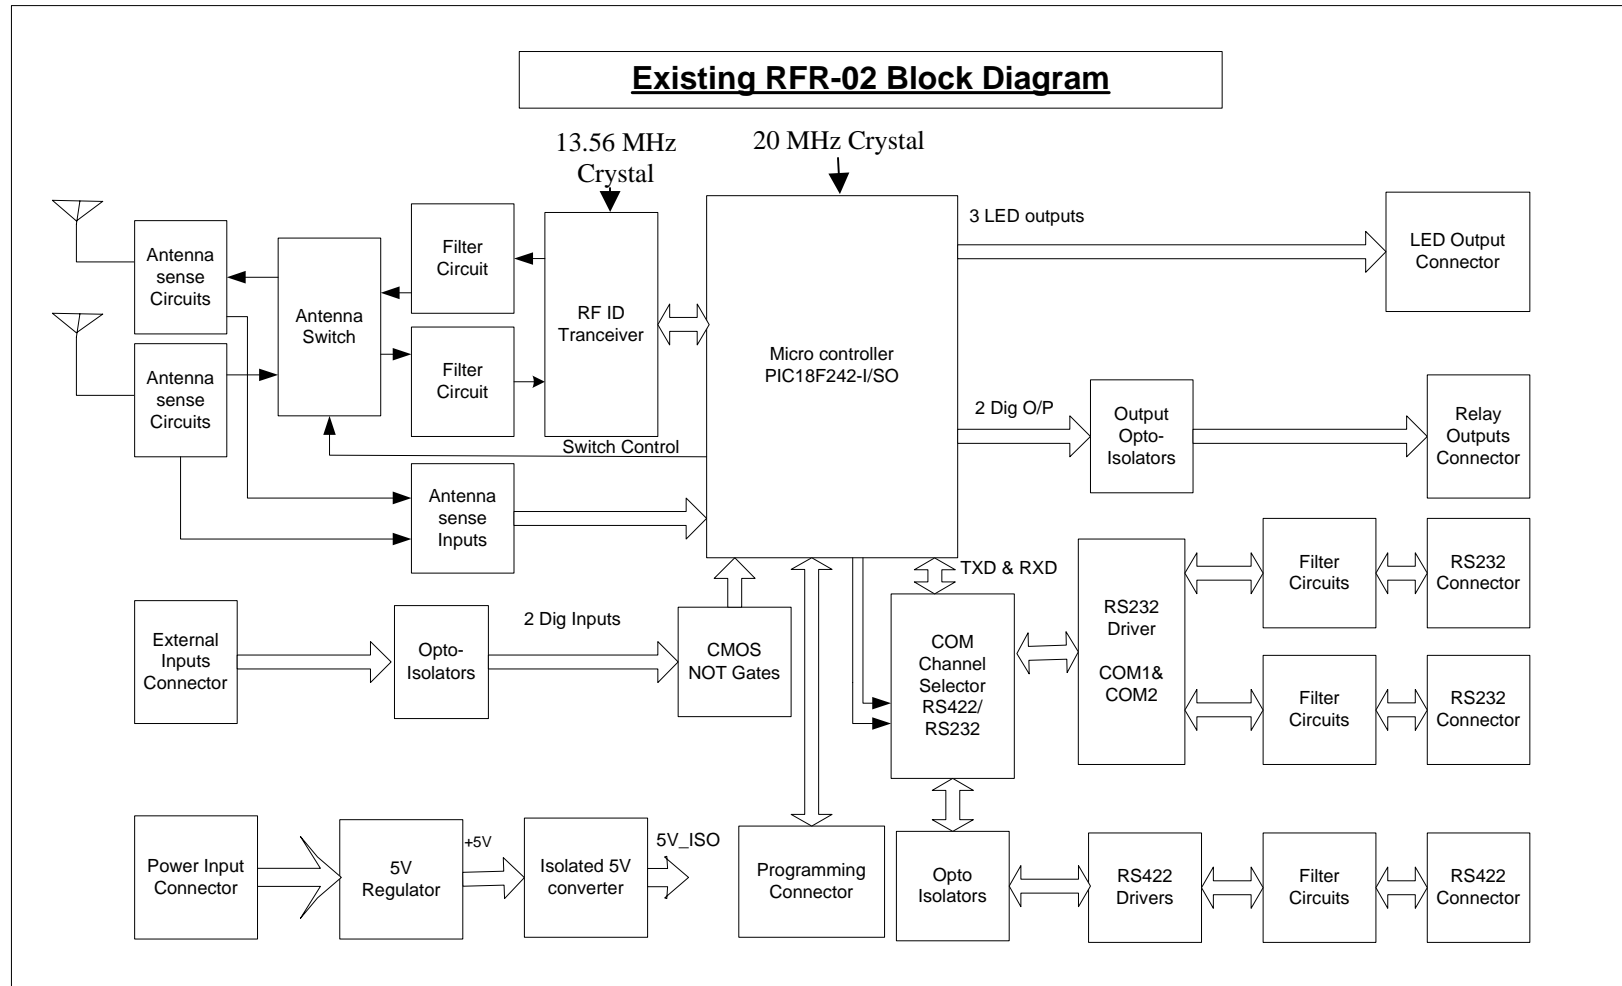 Existing RFR-02 Block Diagram
13.56 MHz
Crystal
20 MHz Crystal
3 LED outputs
LED Output
Connector
Antenna
sense
Circuits
Antenna
Switch
Filter
Circuit
RF ID
Tranceiver
Micro controller
PIC18F242-I/SO
Antenna
sense
Circuits
Filter
Circuit
2 Dig O/P
Output
Opto-
Isolators
Relay
Outputs
Connector
Switch Control
Antenna
sense
Inputs
TXD & RXD
Filter
Circuits
RS232
Connector
External
Inputs
Connector
Opto-
Isolators
2 Dig Inputs
CMOS
NOT Gates
COM
Channel
Selector
RS422/
RS232
RS232
Driver
COM1&
COM2
Filter
Circuits
RS232
Connector
Power Input
Connector
5V
Regulator
+5V
Isolated 5V
converter
5V_ISO
Programming
Connector
Opto
Isolators
RS422
Drivers
Filter
Circuits
RS422
Connector